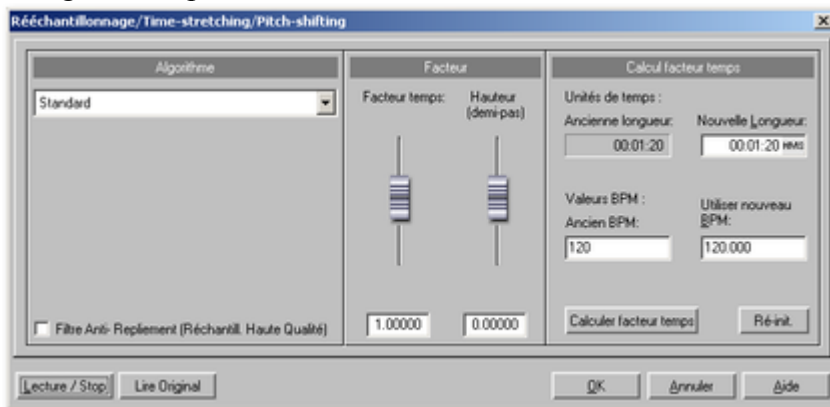 Rééchantillonnage/Time-stretching/Pitch-shifting
Algorithme
Standard
Filtre Anti- Repliement (Réchantill. Haute Qualité)
Facteur
Facteur temps:
Hauteur
(demi-pas)
1.00000
0.00000
Calcul facteur temps
Unités de temps :
Ancienne longueur:
Nouvelle Longueur:
00:01:20
00:01:20 HMS
Valeurs BPM :
Ancien BPM:
Utiliser nouveau
BPM:
120
120.000
Calculer facteur temps
Ré-init.
Lecture / Stop
Lire Original
OK
Annuler
Aide